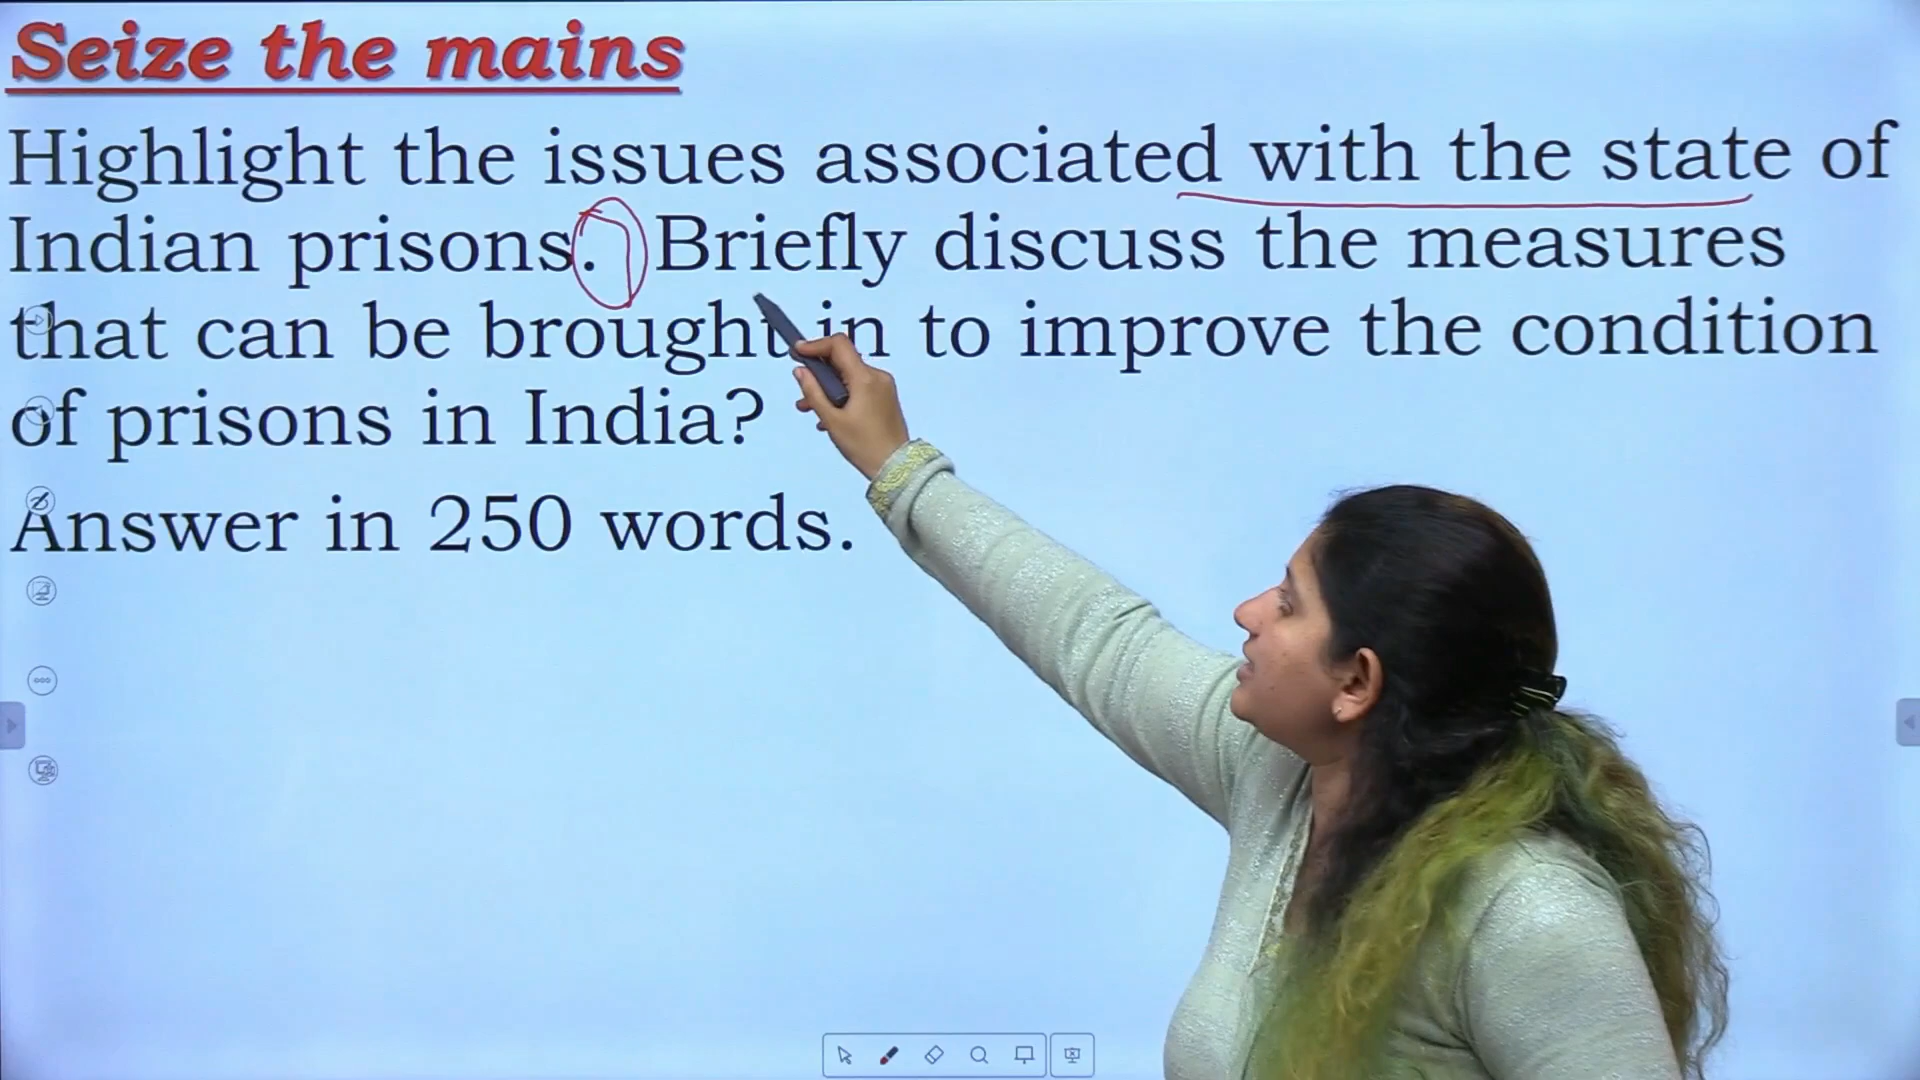 Seize the mains
Highlight the issues associated with the state of
Indian prisons. Briefly discuss the measures
that can be brought in to improve the condition
of prisons in India?
Answer in 250 words.